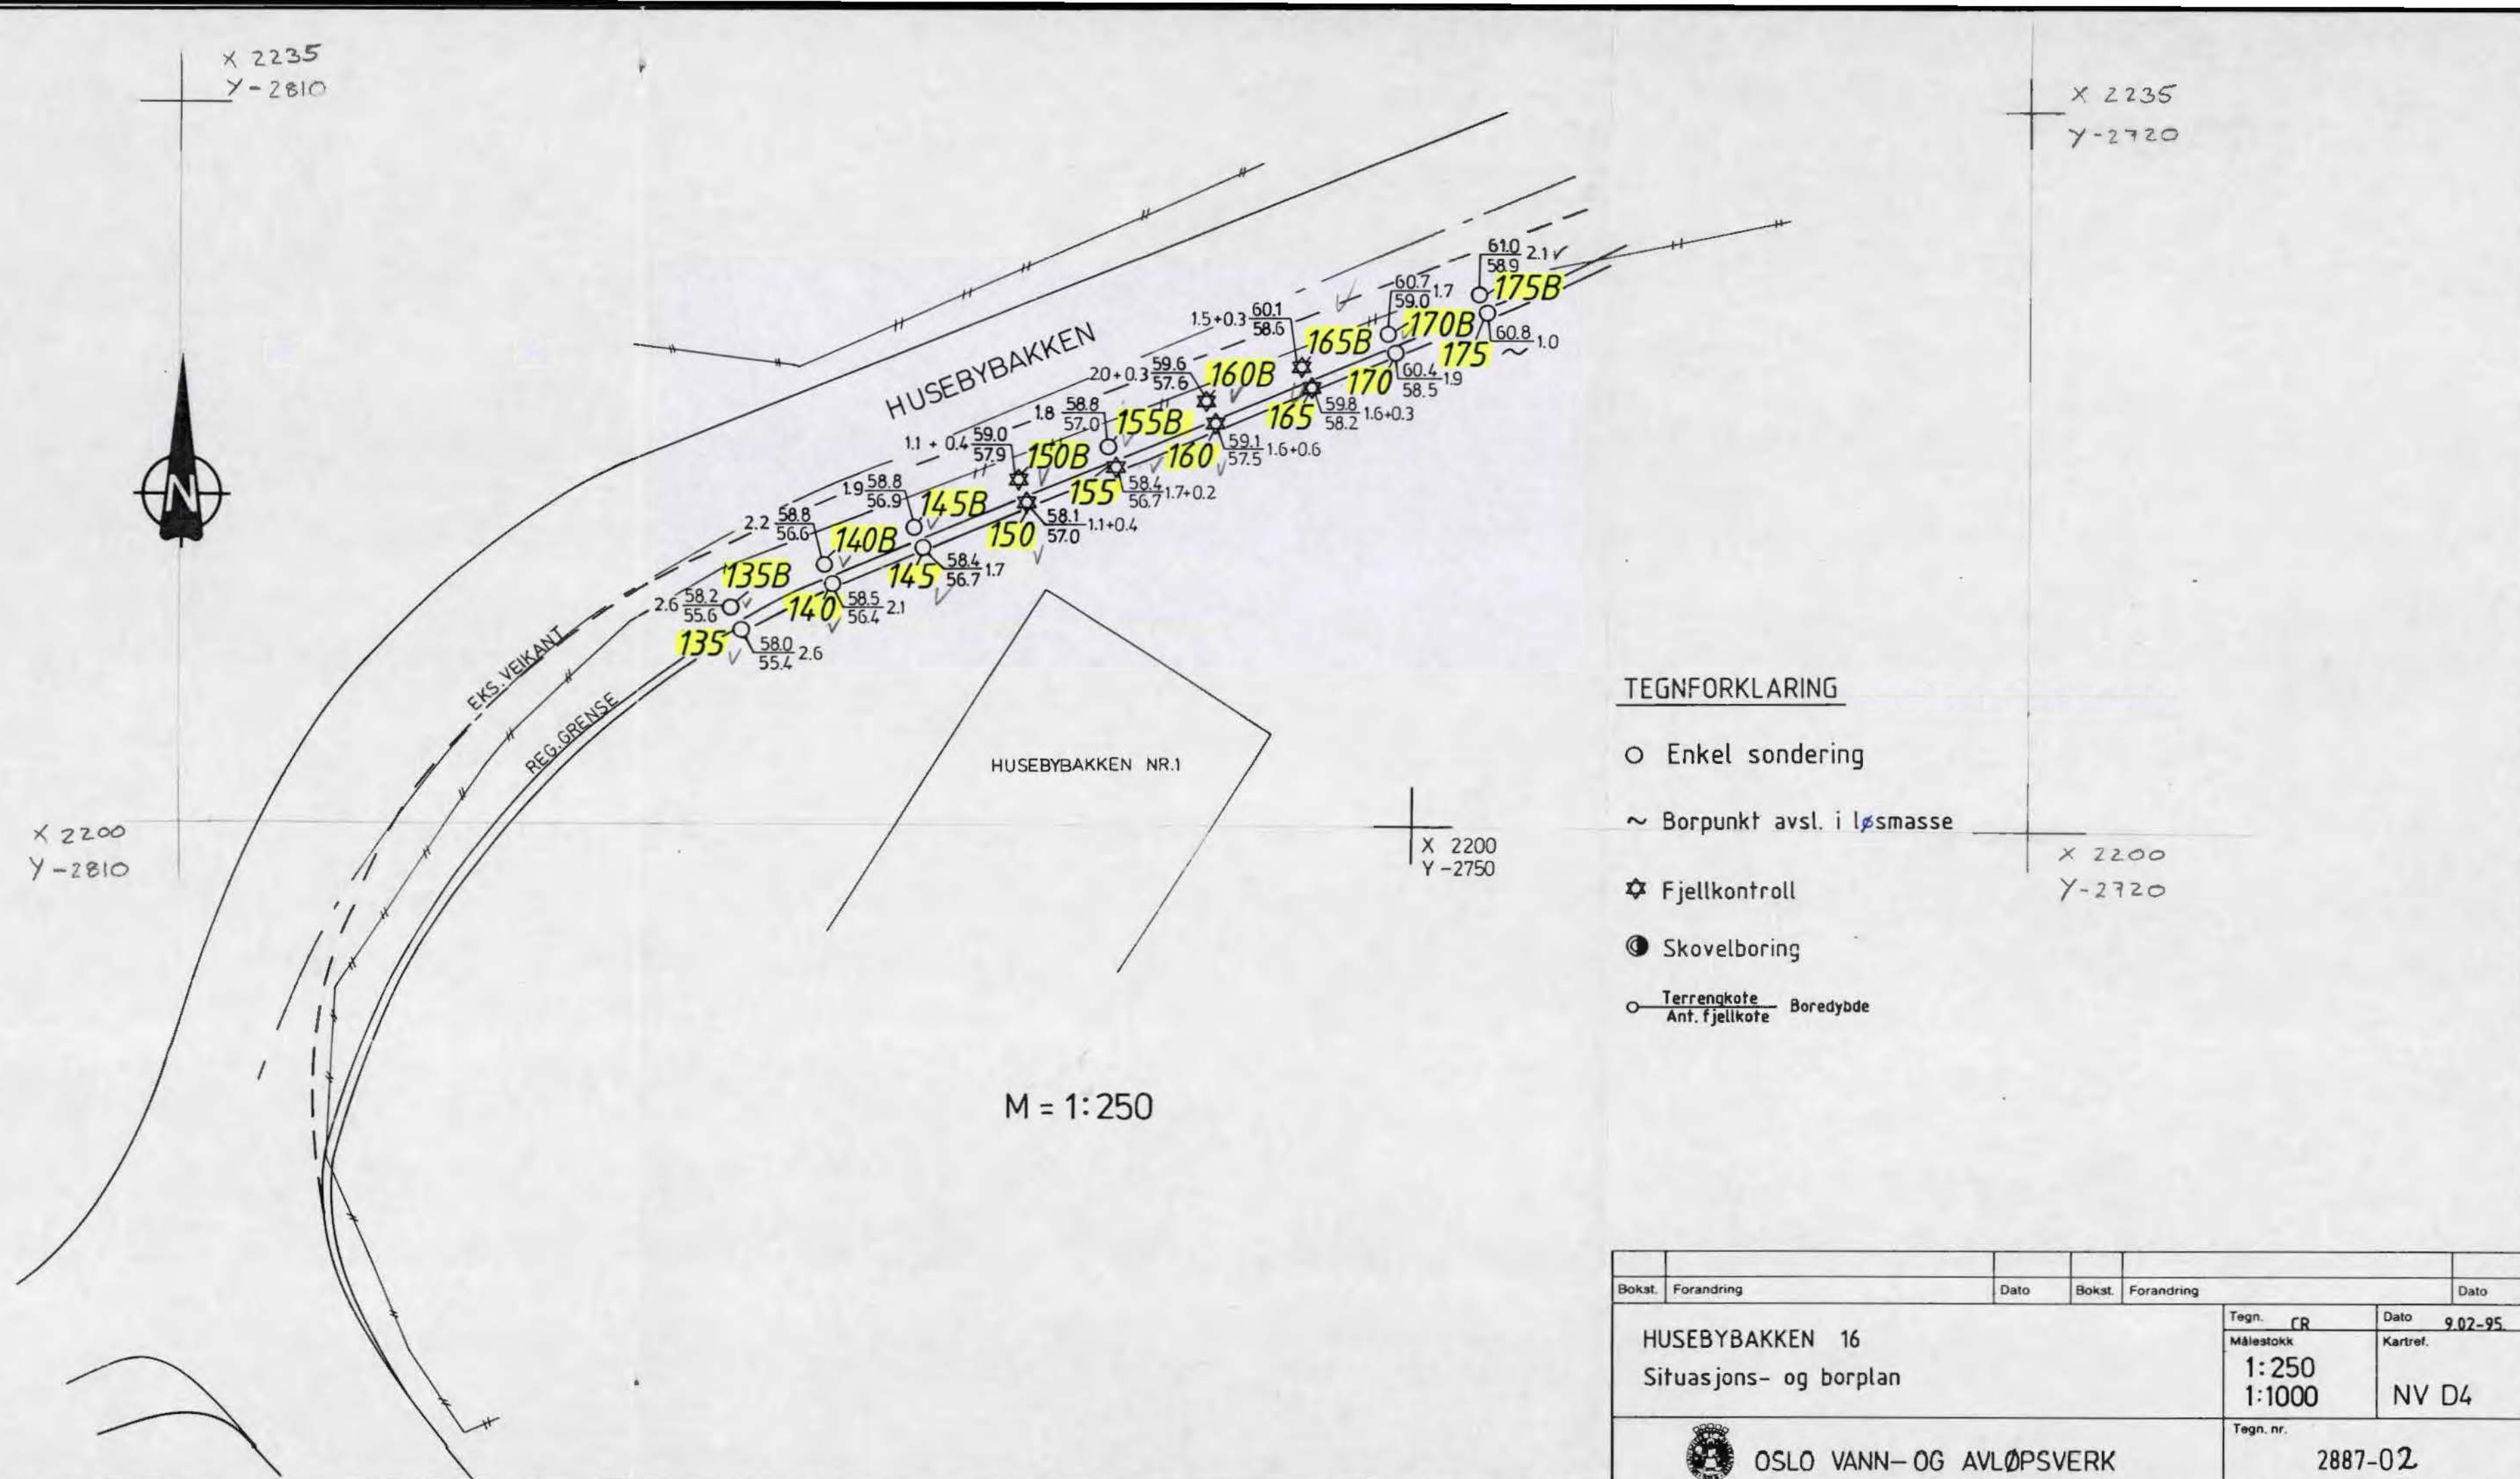 X 2235
Y-2810
X 2235
Y-2720
HUSEBYBAKKEN
61.0
58.9
2.1
175B
60.7
59.0
1.7
170B
60.8
~
1.0
175
1.5+0.3
60.1
58.6
165B
60.4
58.5
1.9
170
2.0+0.3
59.6
57.6
160B
59.8
58.2
1.6+0.3
165
1.8
58.8
57.0
155B
59.1
57.5
1.6+0.6
160
1.1 + 0.4
59.0
57.9
150B
58.4
56.7
1.7+0.2
155
1.9
58.8
56.9
145B
58.1
57.0
1.1+0.4
150
2.2
58.8
56.6
140B
58.4
56.7
1.7
145
135B
2.6
58.2
55.6
58.5
56.4
2.1
140
135
58.0
55.4
2.6
N
EKS. VEIKANT
REG. GRENSE
HUSEBYBAKKEN NR.1
X 2200
Y-2810
X 2200
Y -2750
X 2200
Y-2720
TEGNFORKLARING
Enkel sondering
~ Borpunkt avsl. i løsmasse
Fjellkontroll
Skovelboring
Terrengkote
Ant. fjellkote
Boredybde
M = 1:250
Bokst. Forandring Dato Bokst. Forandring Dato
HUSEBYBAKKEN 16
Situasjons- og borplan
Tegn. CR
Dato 9.02-95.
Målestokk
1:250
1:1000
Kartref.
NV D4
OSLO VANN- OG AVLØPSVERK
Tegn. nr.
2887-02